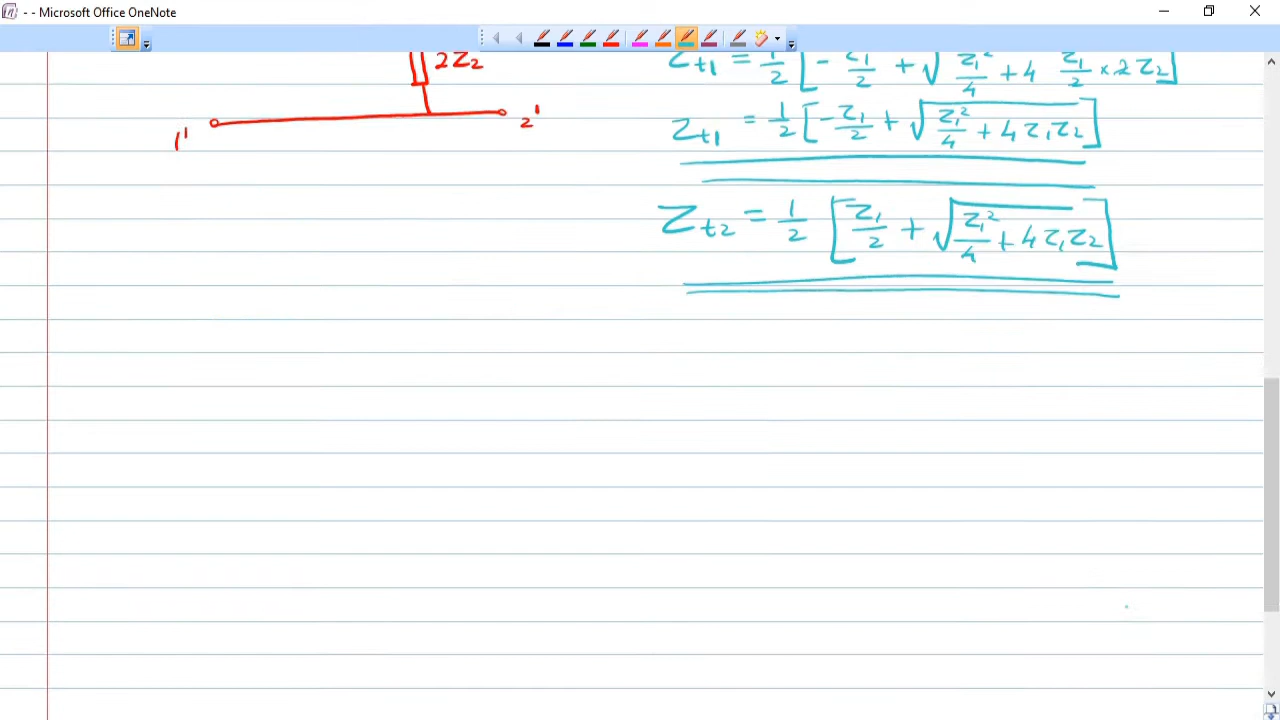 - - Microsoft Office OneNote
2Z₂
1'
2'
Zt1 = 1/2 [ - Z₁/2 + √(Z₁²/4 + 4 Z₁/2 × 2Z₂) ]
Zt1 = 1/2 [ - Z₁/2 + √(Z₁²/4 + 4Z₁Z₂) ]
Zt2 = 1/2 [ Z₁/2 + √(Z₁²/4 + 4Z₁Z₂) ]